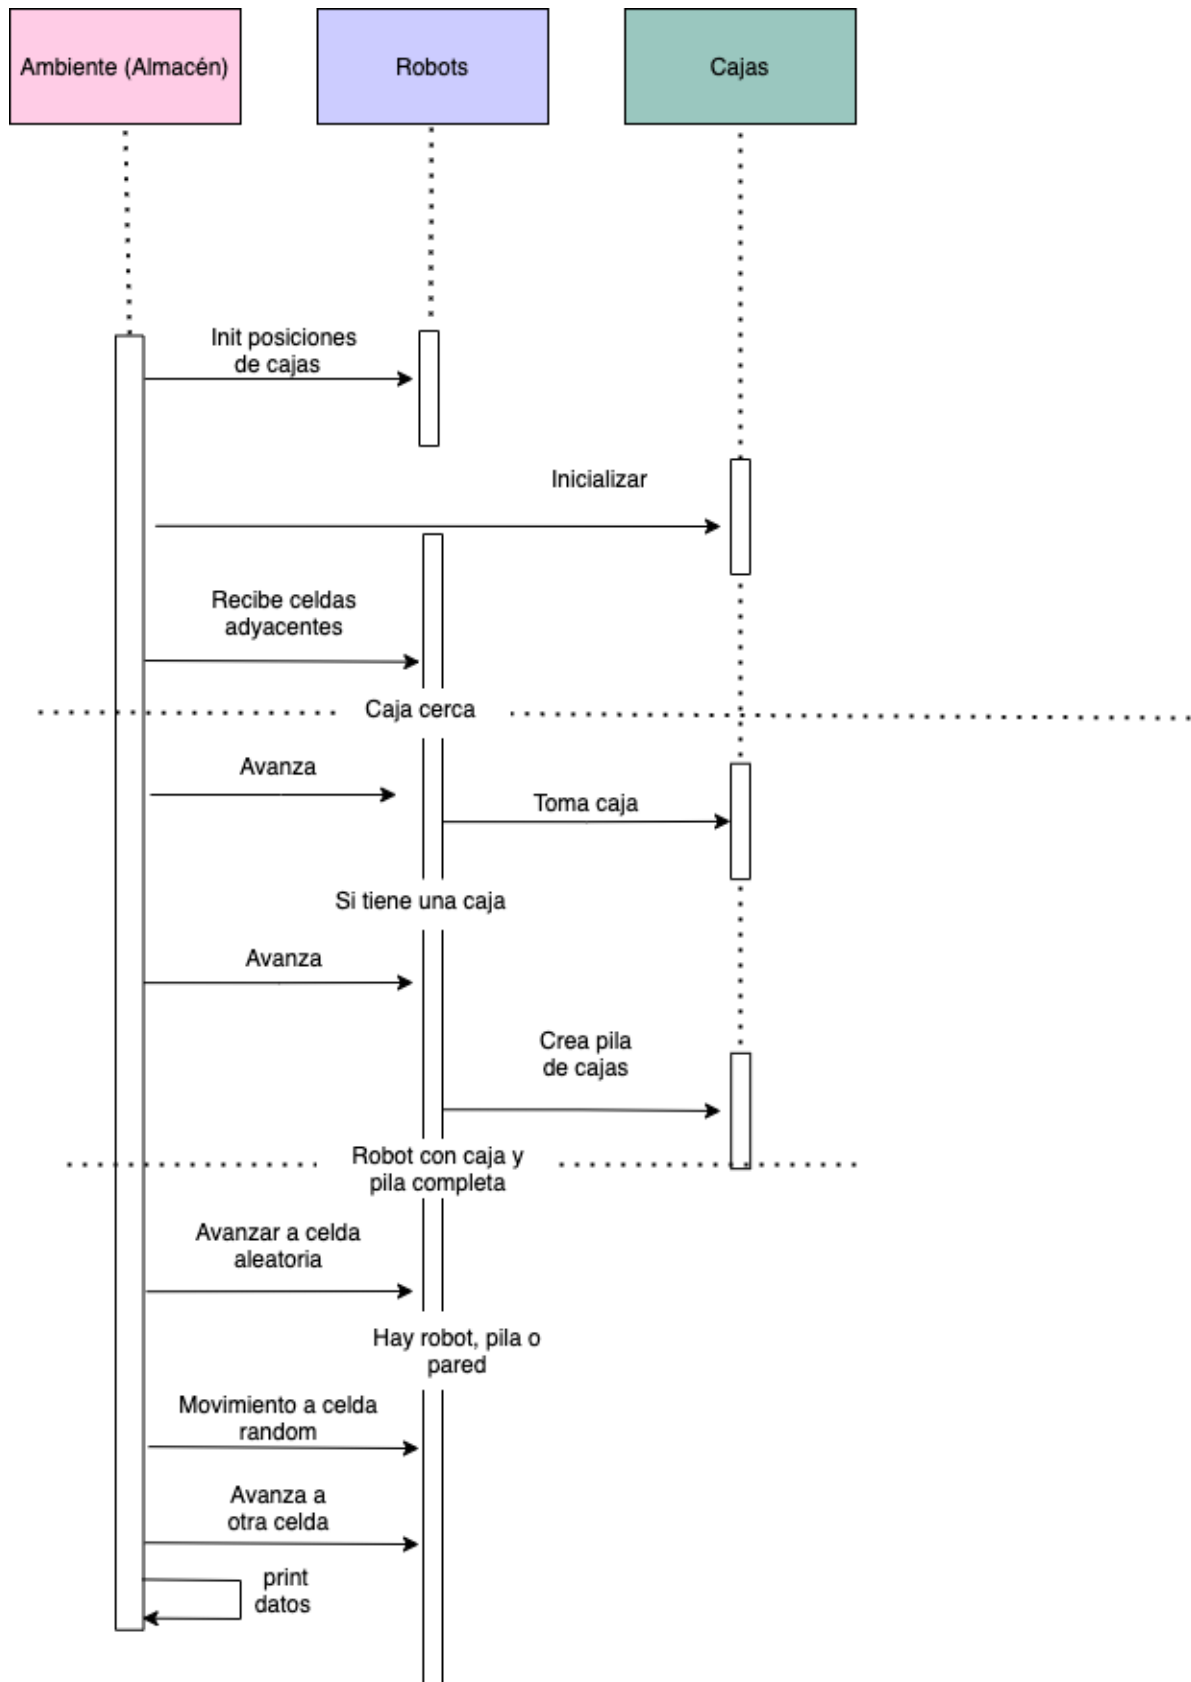 Ambiente (Almacén)
Robots
Cajas
Init posiciones
de cajas
Inicializar
Recibe celdas
adyacentes
Caja cerca
Avanza
Toma caja
Si tiene una caja
Avanza
Crea pila
de cajas
Robot con caja y
pila completa
Avanzar a celda
aleatoria
Hay robot, pila o
pared
Movimiento a celda
random
Avanza a
otra celda
print
datos